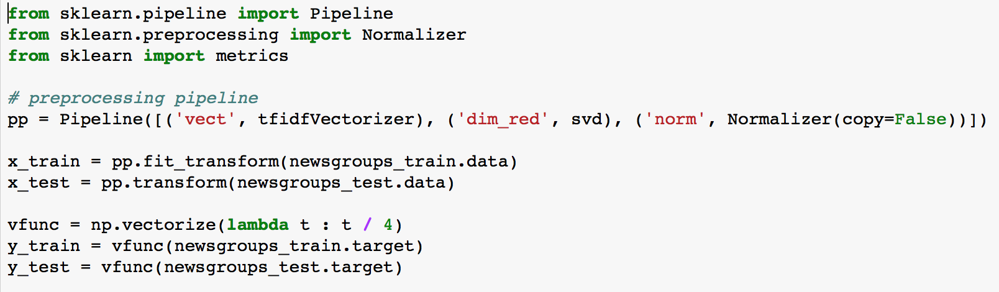 from sklearn.pipeline import Pipeline
from sklearn.preprocessing import Normalizer
from sklearn import metrics
# preprocessing pipeline
pp = Pipeline([('vect', tfidfVectorizer), ('dim_red', svd), ('norm', Normalizer(copy=False))])
x_train = pp.fit_transform(newsgroups_train.data)
x_test = pp.transform(newsgroups_test.data)
vfunc = np.vectorize(lambda t : t / 4)
y_train = vfunc(newsgroups_train.target)
y_test = vfunc(newsgroups_test.target)